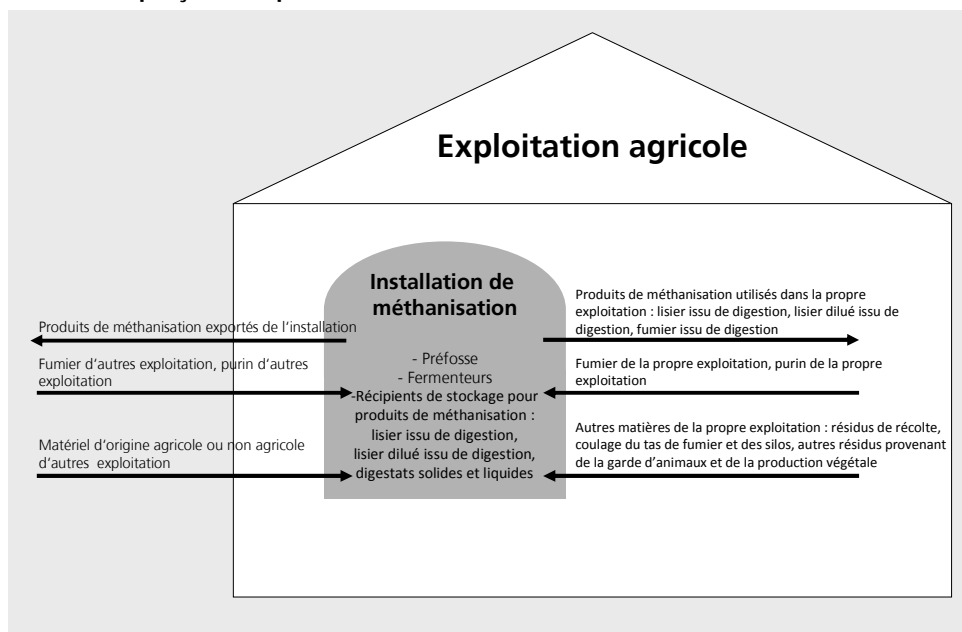 Exploitation agricole
Installation de
méthanisation
- Préfosse
- Fermenteurs
-Récipients de stockage pour
produits de méthanisation :
lisier issu de digestion,
lisier dilué issu de digestion,
digestats solides et liquides
Produits de méthanisation exportés de l'installation
Fumier d'autres exploitation, purin d'autres
exploitation
Matériel d'origine agricole ou non agricole
d'autres exploitation
Produits de méthanisation utilisés dans la propre
exploitation : lisier issu de digestion, lisier dilué issu de
digestion, fumier issu de digestion
Fumier de la propre exploitation, purin de la propre
exploitation
Autres matières de la propre exploitation : résidus de récolte,
coulage du tas de fumier et des silos, autres résidus provenant
de la garde d'animaux et de la production végétale